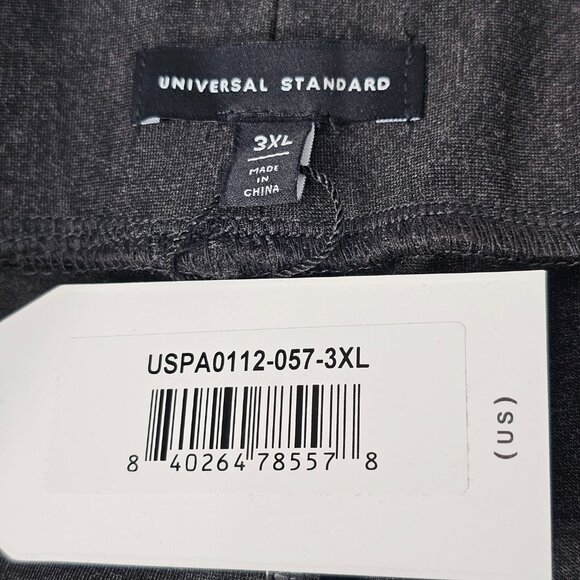 UNIVERSAL STANDARD
3XL
MADE
IN
CHINA
USPA0112-057-3XL
8 40264 78557 8
(US)